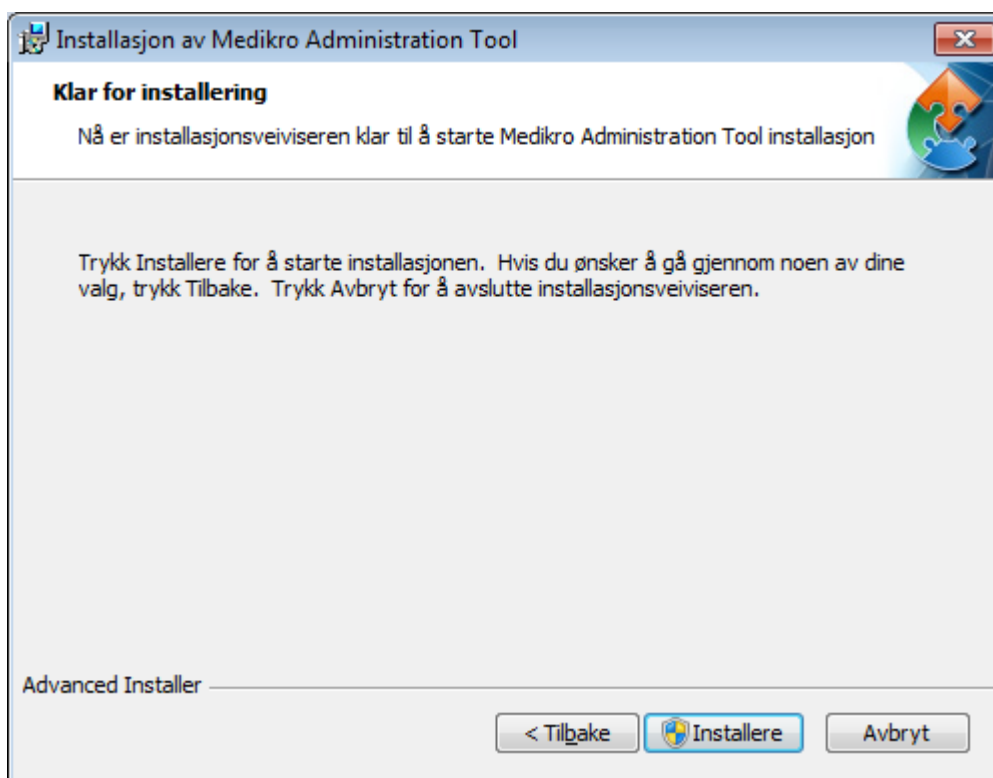 Installasjon av Medikro Administration Tool
Klar for installering
Nå er installasjonsveiviseren klar til å starte Medikro Administration Tool installasjon
Trykk Installere for å starte installasjonen.  Hvis du ønsker å gå gjennom noen av dine
valg, trykk Tilbake.  Trykk Avbryt for å avslutte installasjonsveiviseren.
Advanced Installer
< Tilbake
Installere
Avbryt